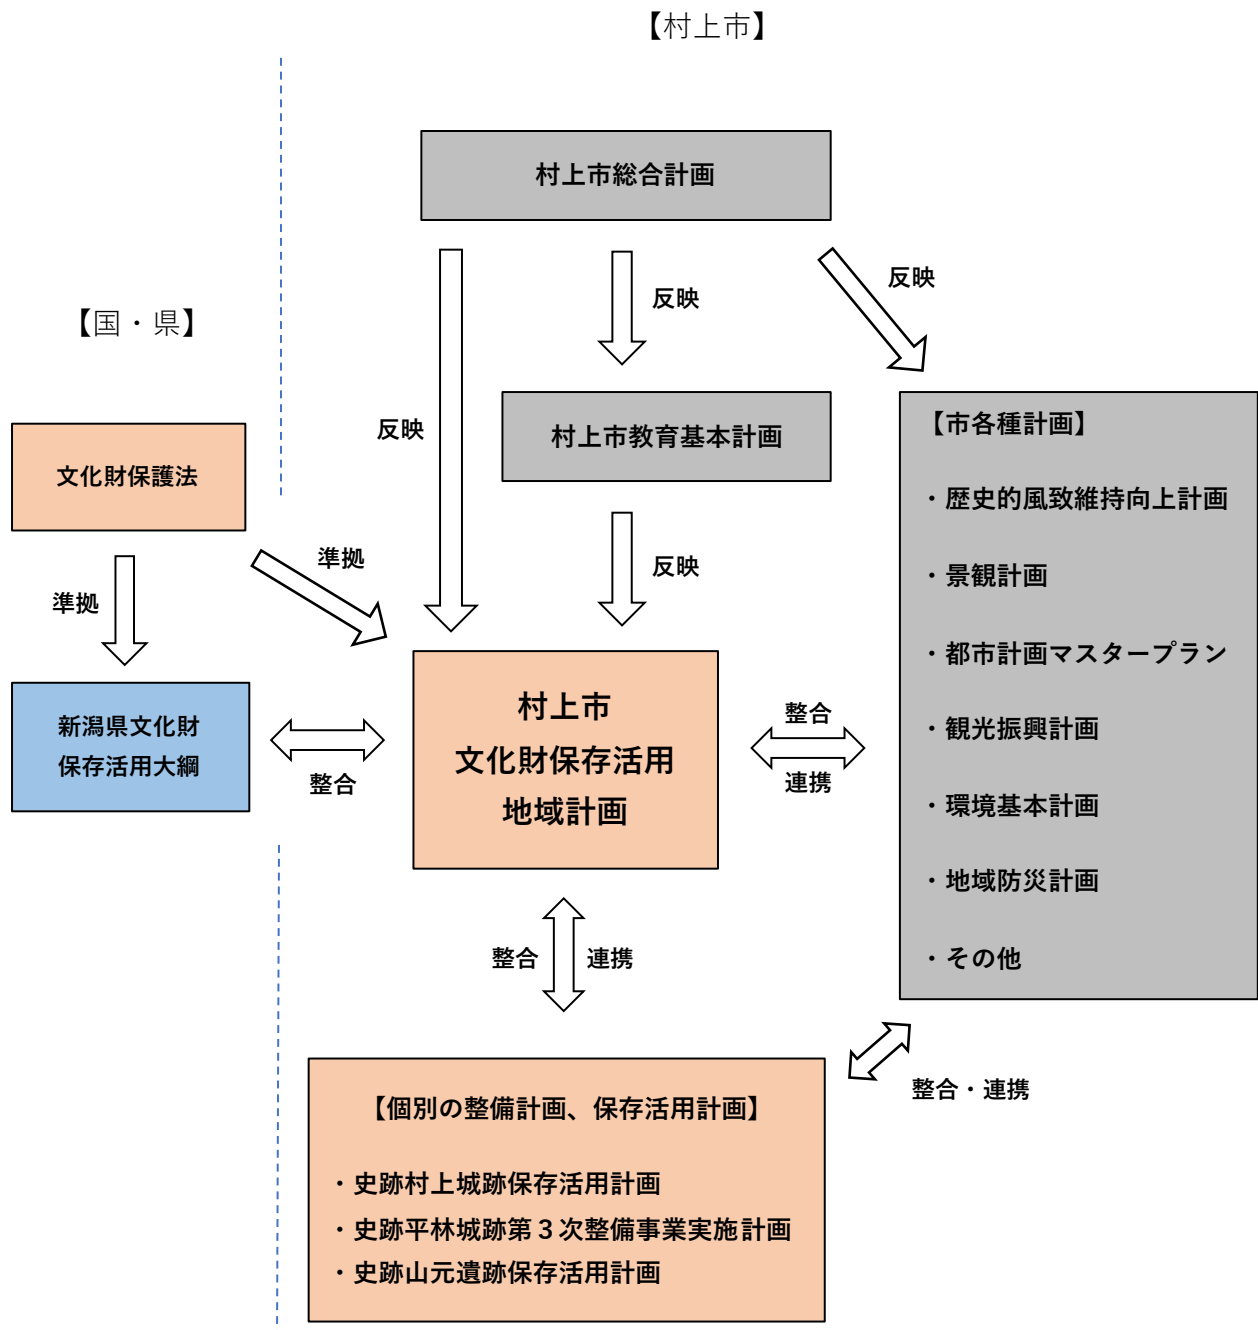 【村上市】
村上市総合計画
反映
反映
反映
【国・県】
村上市教育基本計画
文化財保護法
準拠
準拠
反映
新潟県文化財
保存活用大綱
整合
村上市
文化財保存活用
地域計画
整合
連携
【市各種計画】
・歴史的風致維持向上計画
・景観計画
・都市計画マスタープラン
・観光振興計画
・環境基本計画
・地域防災計画
・その他
整合 連携
整合・連携
【個別の整備計画、保存活用計画】
・史跡村上城跡保存活用計画
・史跡平林城跡第３次整備事業実施計画
・史跡山元遺跡保存活用計画